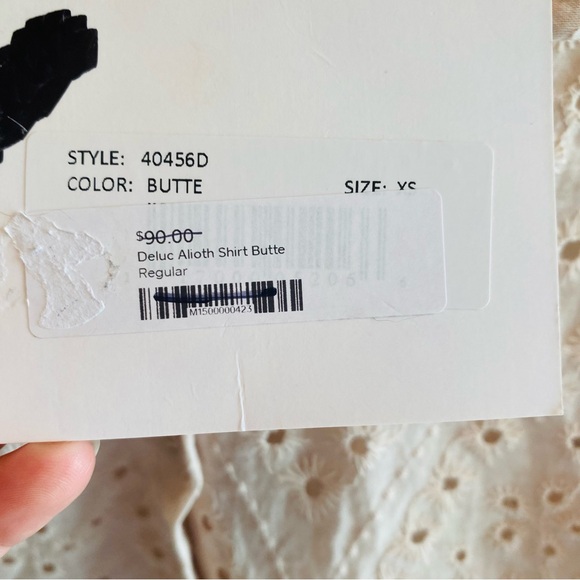 STYLE: 40456D
COLOR: BUTTE SIZE: XS
$90.00
Deluc Alioth Shirt Butte
Regular
M1500000423